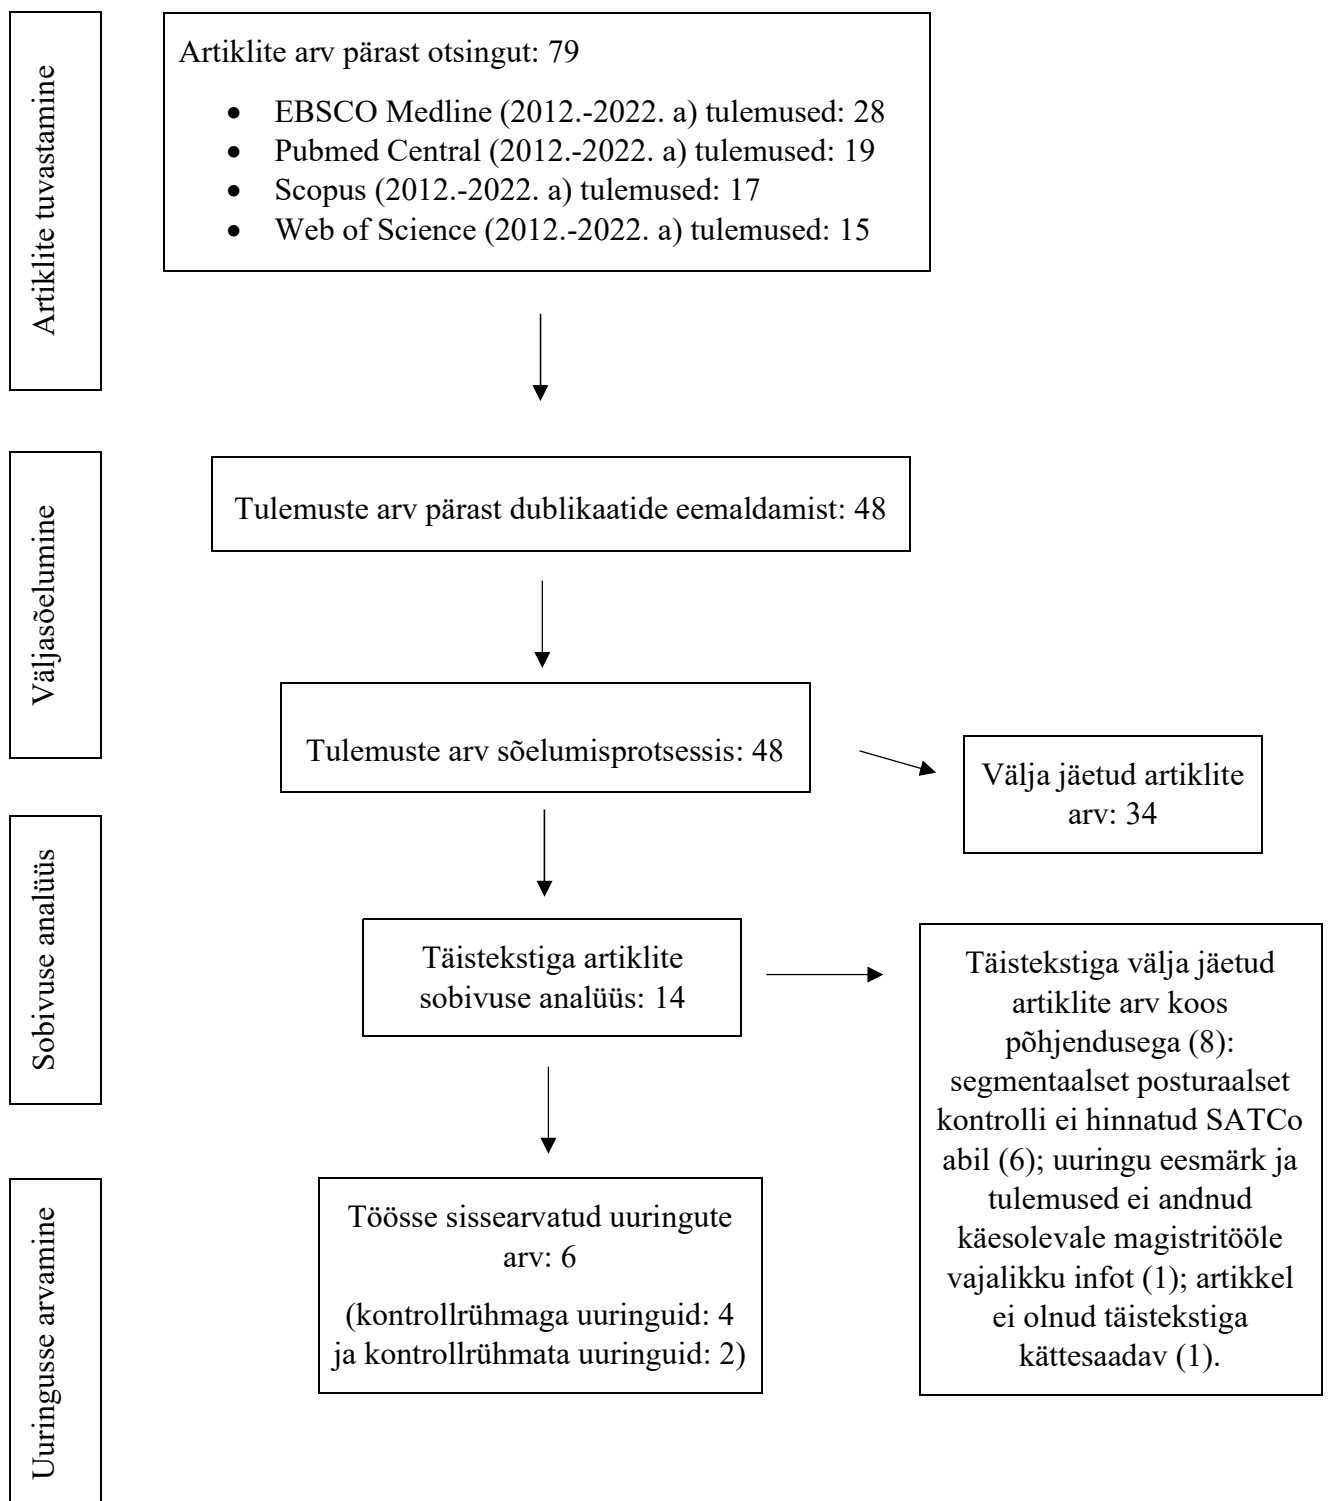 Artiklite tuvastamine
Artiklite arv pärast otsingut: 79
• EBSCO Medline (2012.-2022. a) tulemused: 28
• Pubmed Central (2012.-2022. a) tulemused: 19
• Scopus (2012.-2022. a) tulemused: 17
• Web of Science (2012.-2022. a) tulemused: 15
Väljasõelumine
Tulemuste arv pärast dublikaatide eemaldamist: 48
Tulemuste arv sõelumisprotsessis: 48
Välja jäetud artiklite
arv: 34
Sobivuse analüüs
Täistekstiga artiklite
sobivuse analüüs: 14
Täistekstiga välja jäetud
artiklite arv koos
põhjendusega (8):
segmentaalset posturaalset
kontrolli ei hinnatud SATCo
abil (6); uuringu eesmärk ja
tulemused ei andnud
käesolevale magistritööle
vajalikku infot (1); artikkel
ei olnud täistekstiga
kättesaadav (1).
Uuringusse arvamine
Töösse sissearvatud uuringute
arv: 6
(kontrollrühmaga uuringuid: 4
ja kontrollrühmata uuringuid: 2)